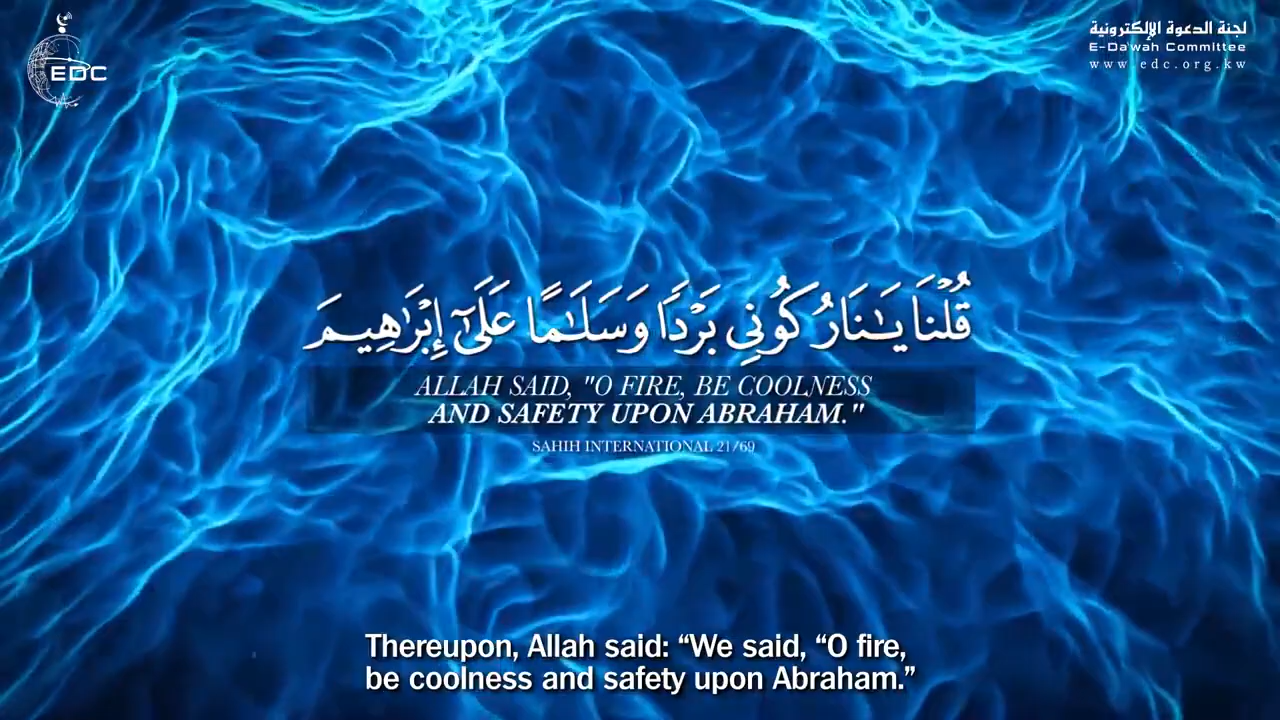 EDC
لجنة الدعوة الإلكترونية
E-Da'wah Committee
www.edc.org.kw
قُلْنَا يَـٰنَارُ كُونِى بَرْدًا وَسَلَـٰمًا عَلَىٰٓ إِبْرَٰهِيمَ
ALLAH SAID, "O FIRE, BE COOLNESS
AND SAFETY UPON ABRAHAM."
SAHIH INTERNATIONAL 21/69
Thereupon, Allah said: “We said, “O fire,
be coolness and safety upon Abraham.”